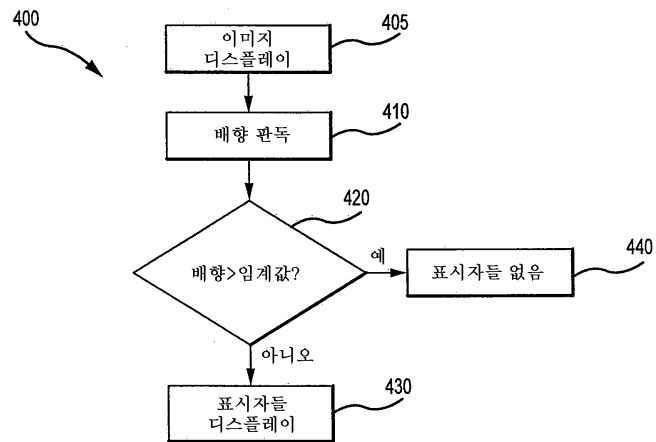 400
이미지
디스플레이
405
배향 판독
410
420
배향>임계값?
예
표시자들 없음
440
아니오
표시자들
디스플레이
430